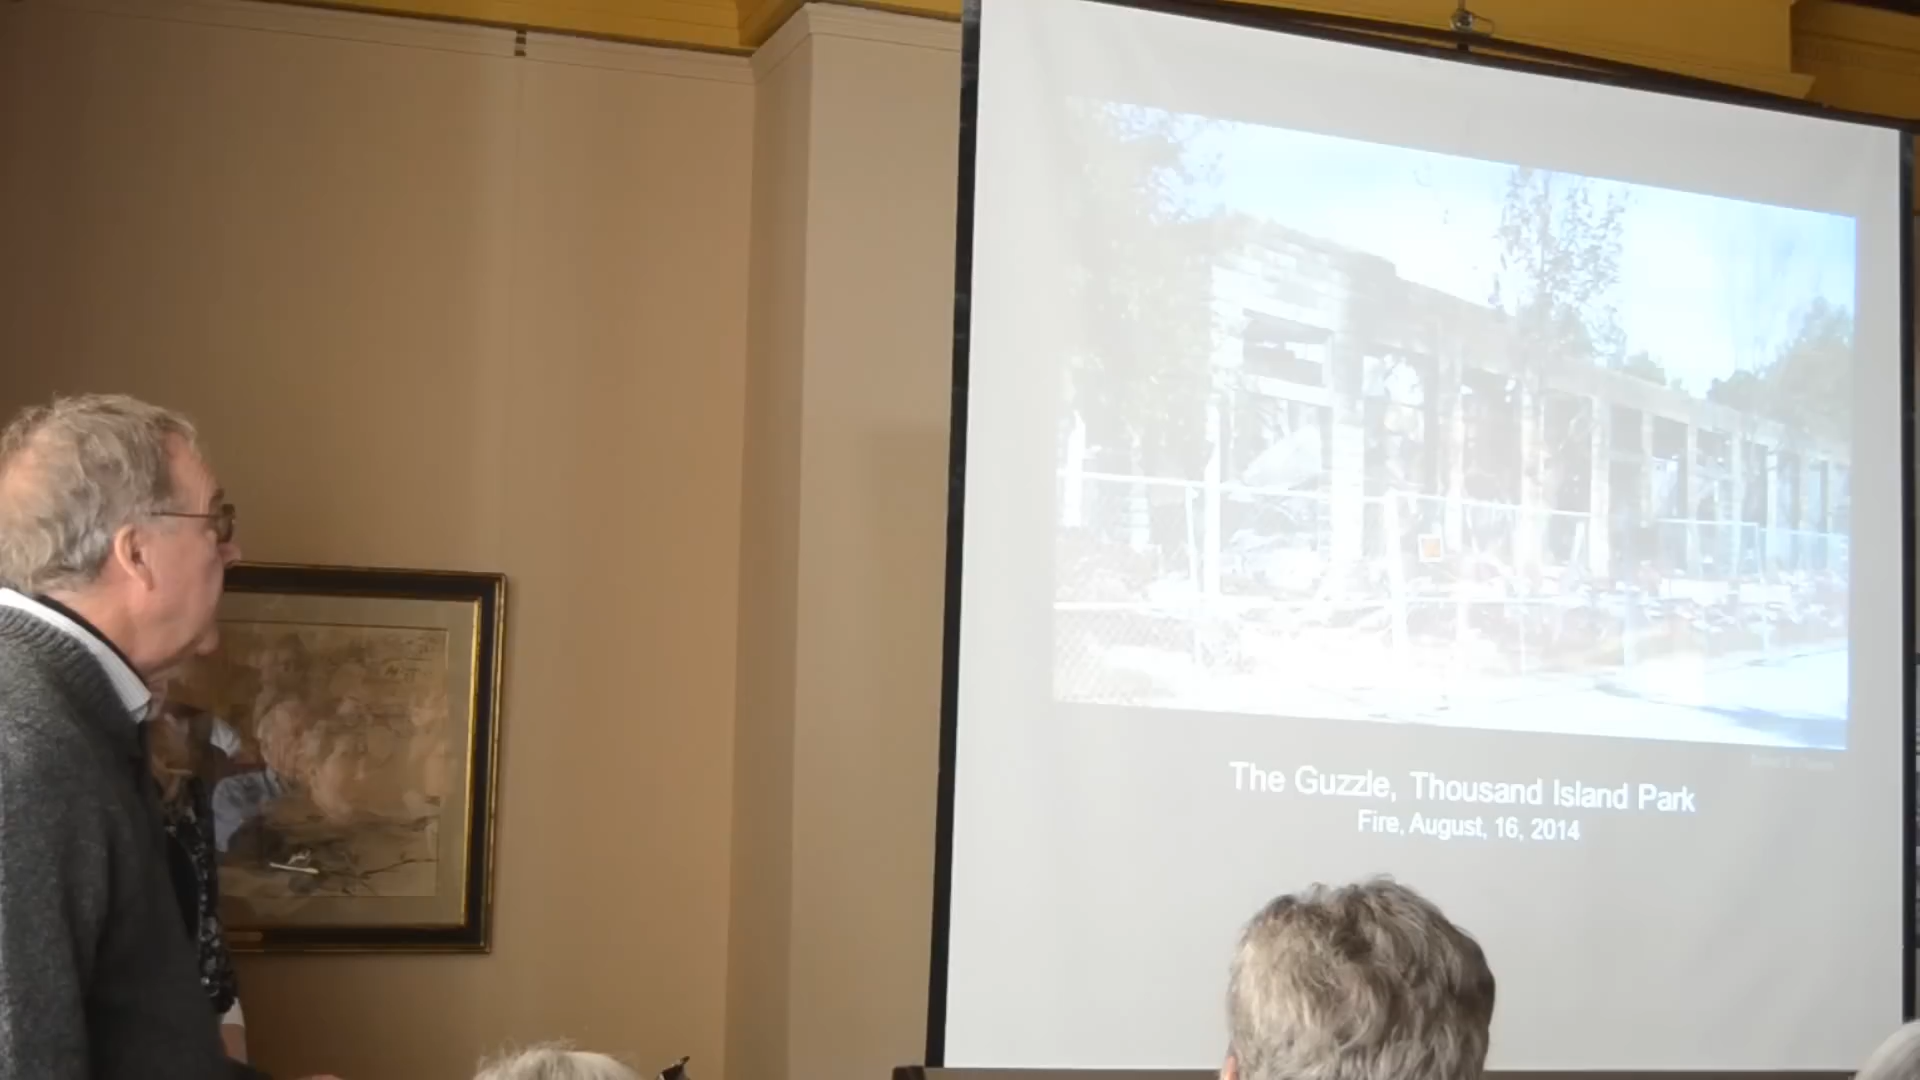 The Guzzle, Thousand Island Park
Fire, August, 16, 2014